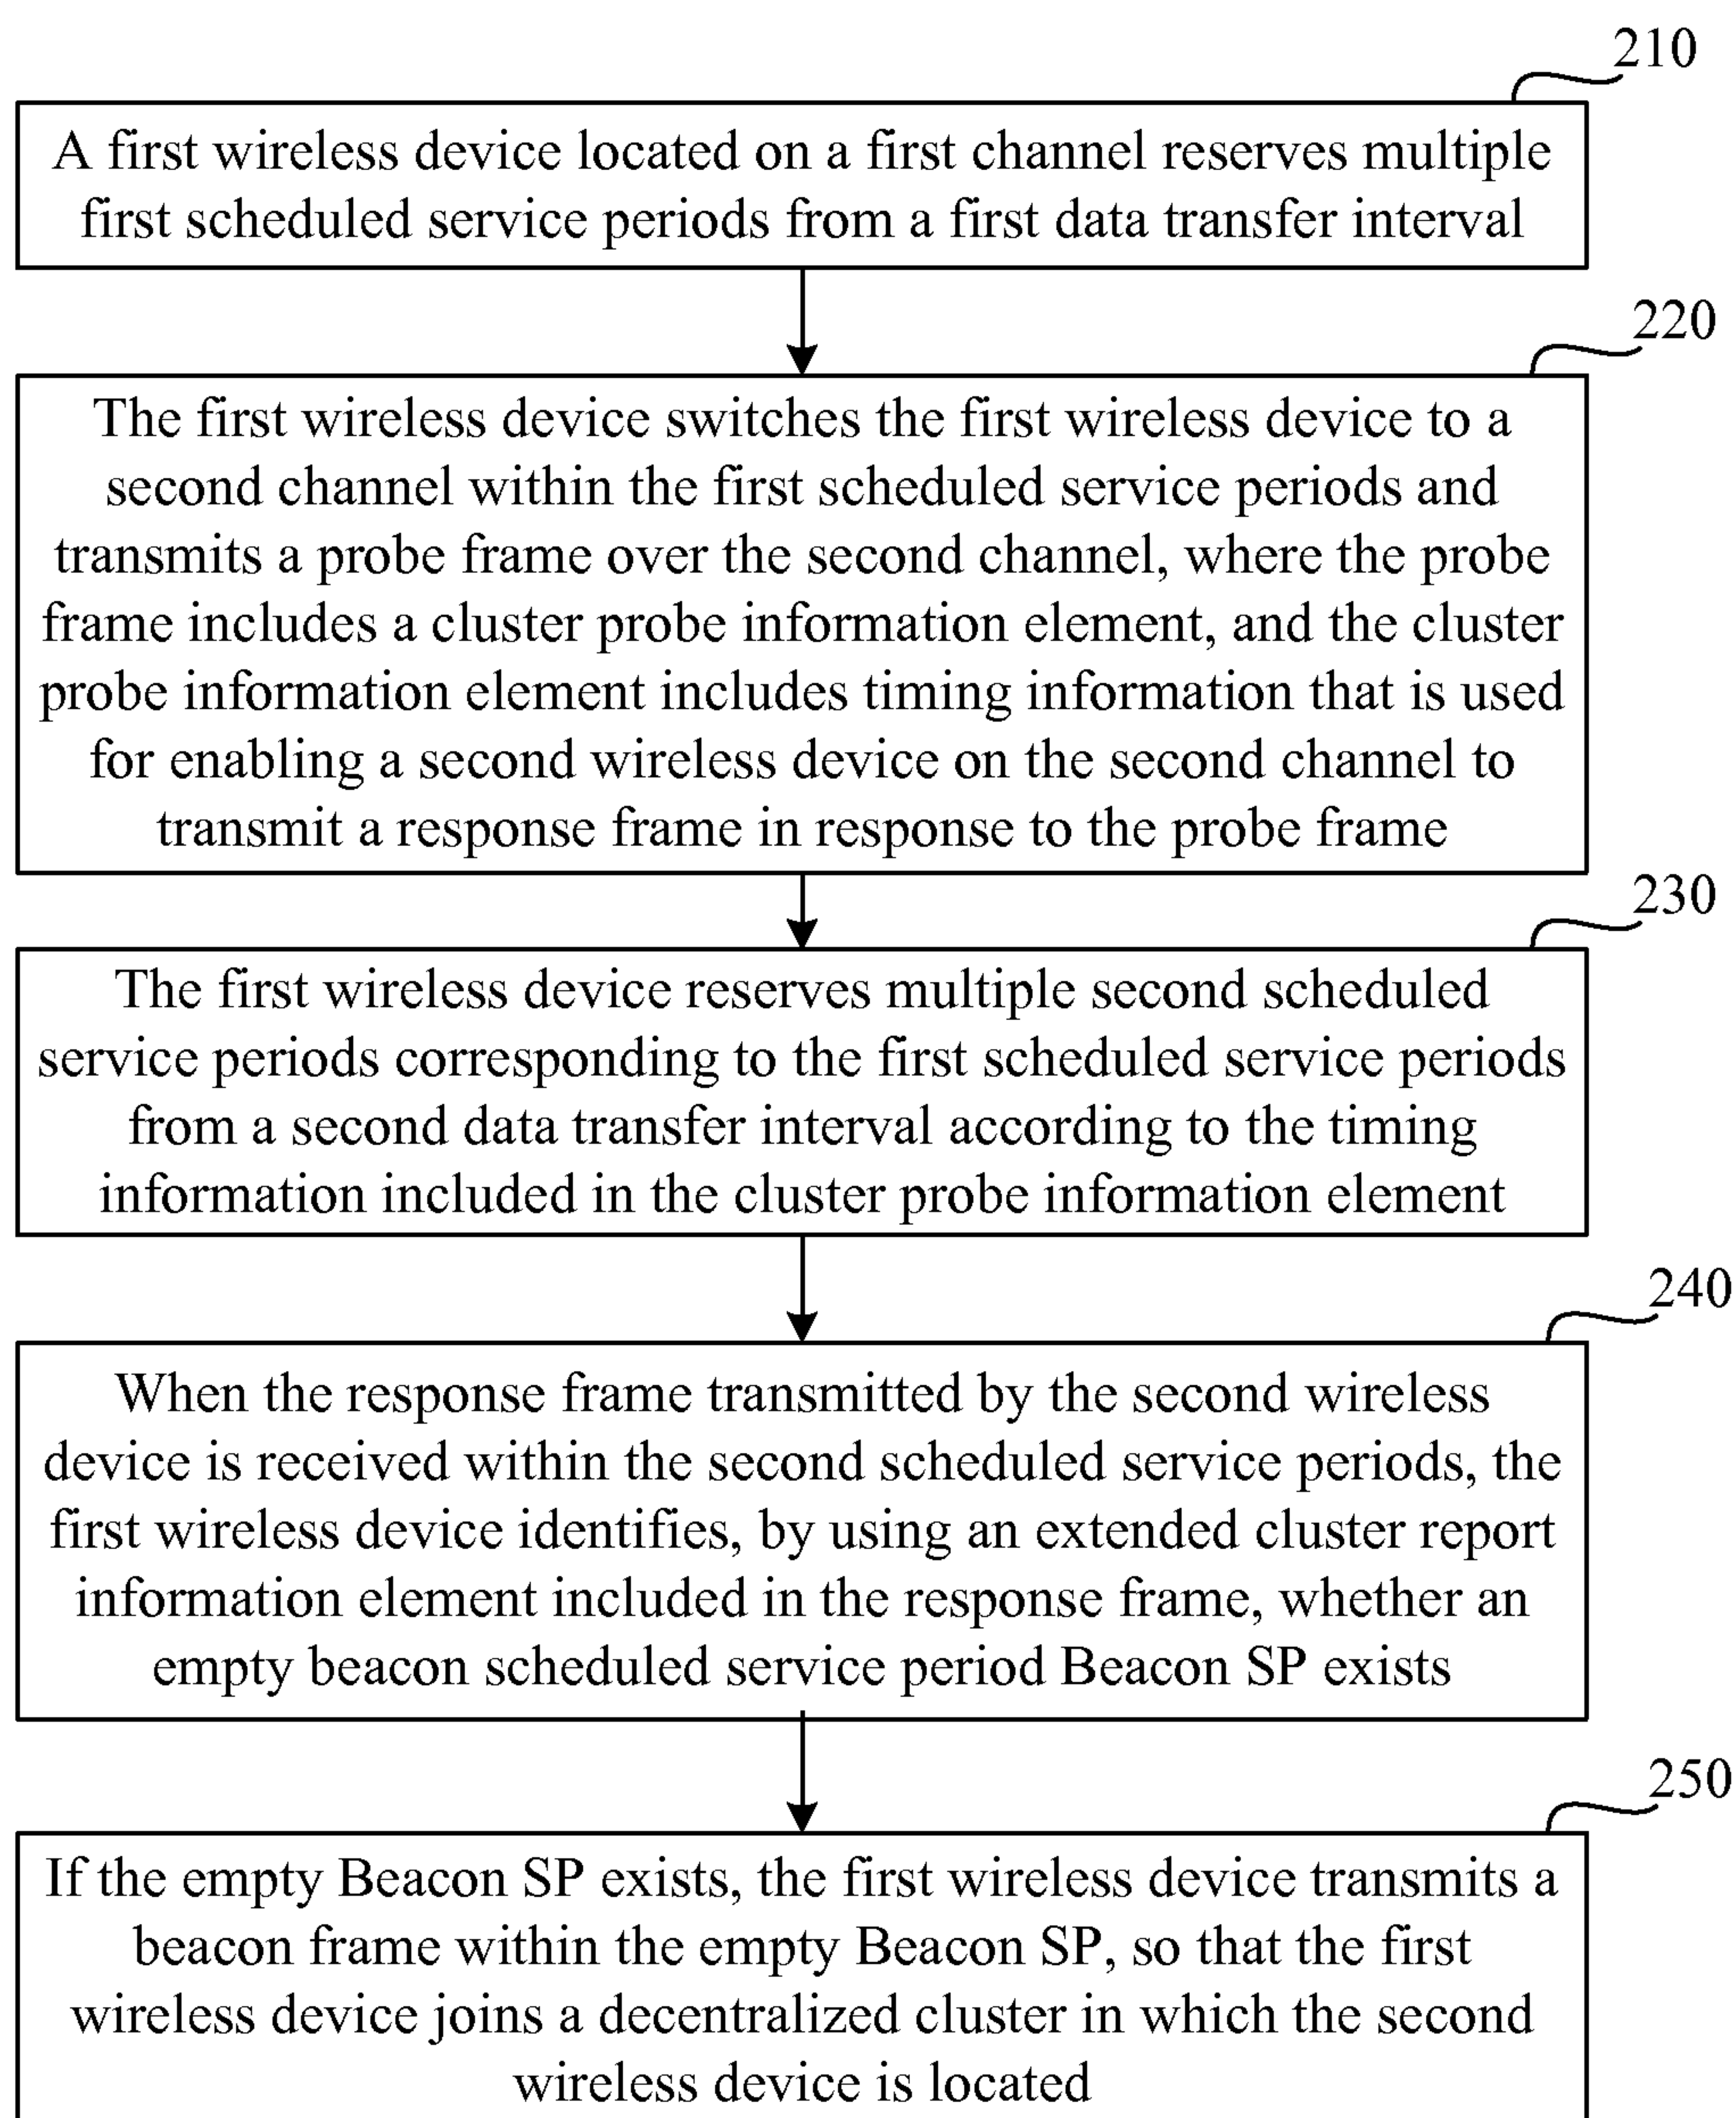 210
A first wireless device located on a first channel reserves multiple
first scheduled service periods from a first data transfer interval
220
The first wireless device switches the first wireless device to a
second channel within the first scheduled service periods and
transmits a probe frame over the second channel, where the probe
frame includes a cluster probe information element, and the cluster
probe information element includes timing information that is used
for enabling a second wireless device on the second channel to
transmit a response frame in response to the probe frame
230
The first wireless device reserves multiple second scheduled
service periods corresponding to the first scheduled service periods
from a second data transfer interval according to the timing
information included in the cluster probe information element
240
When the response frame transmitted by the second wireless
device is received within the second scheduled service periods, the
first wireless device identifies, by using an extended cluster report
information element included in the response frame, whether an
empty beacon scheduled service period Beacon SP exists
250
If the empty Beacon SP exists, the first wireless device transmits a
beacon frame within the empty Beacon SP, so that the first
wireless device joins a decentralized cluster in which the second
wireless device is located